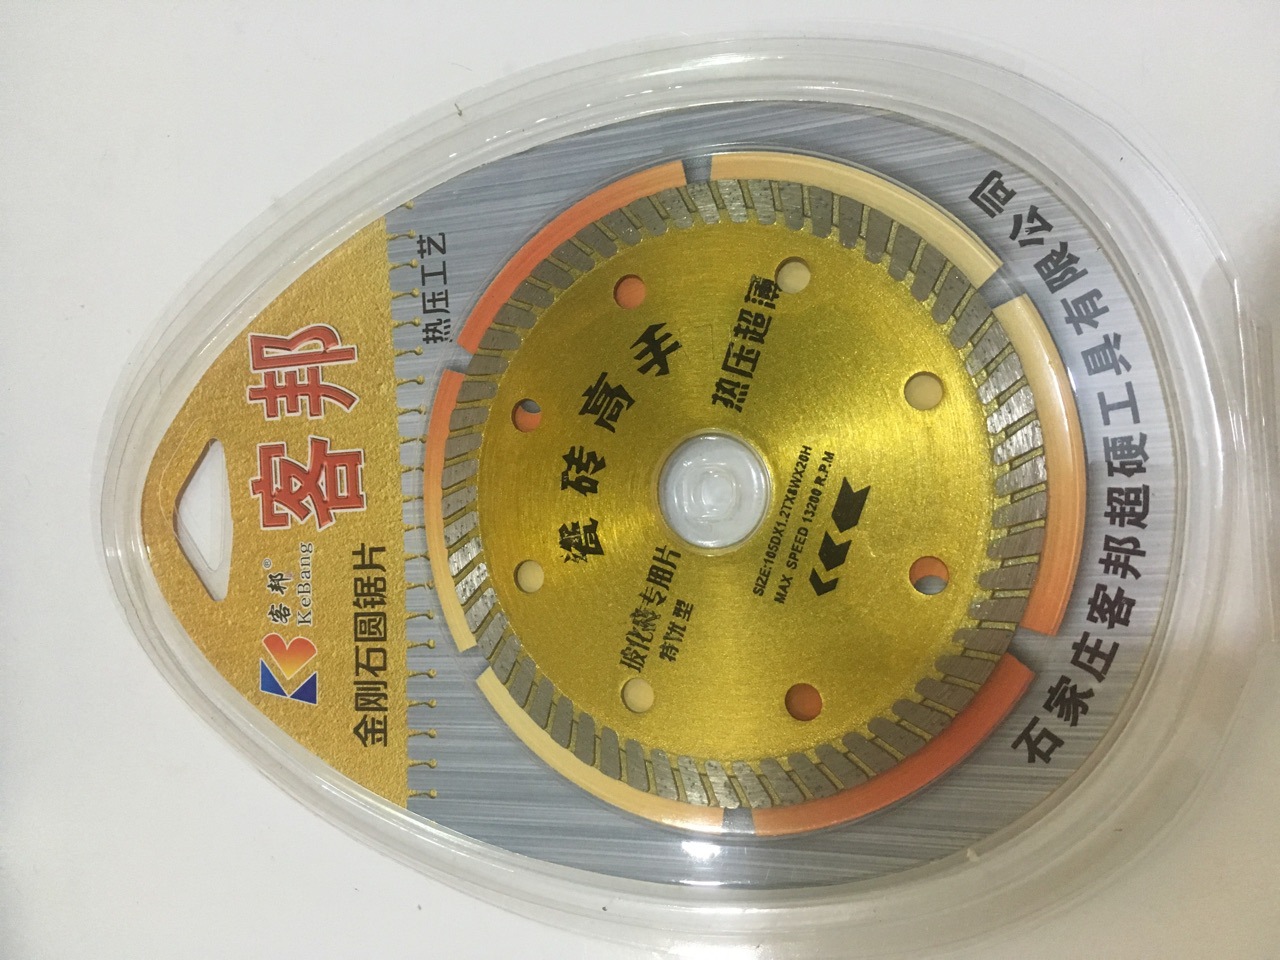 客邦®
KeBang
客邦
金刚石圆锯片
热压工艺
瓷砖高手
玻化砖专用片
特优型
热压超薄
SIZE:105DX1.2TX8WX20H
MAX SPEED 13200 R.P.M
石家庄客邦超硬工具有限公司